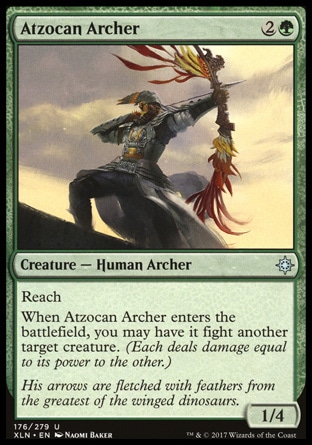 Atzocan Archer 2
Creature — Human Archer
Reach
When Atzocan Archer enters the
battlefield, you may have it fight another
target creature. (Each deals damage equal
to its power to the other.)
His arrows are fletched with feathers from
the greatest of the winged dinosaurs.
1/4
176/279 U
XLN • EN Naomi Baker
™ & © 2017 Wizards of the Coast